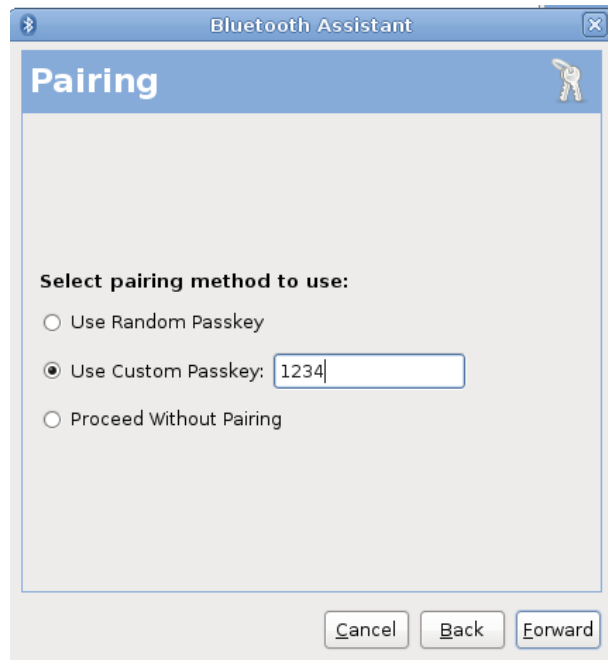 Bluetooth Assistant
Pairing
Select pairing method to use:
Use Random Passkey
Use Custom Passkey: 1234
Proceed Without Pairing
Cancel Back Forward